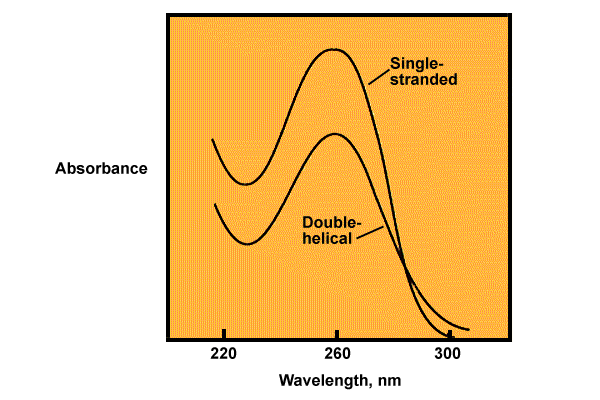 Single-
stranded
Absorbance
Double-
helical
220
260
300
Wavelength, nm